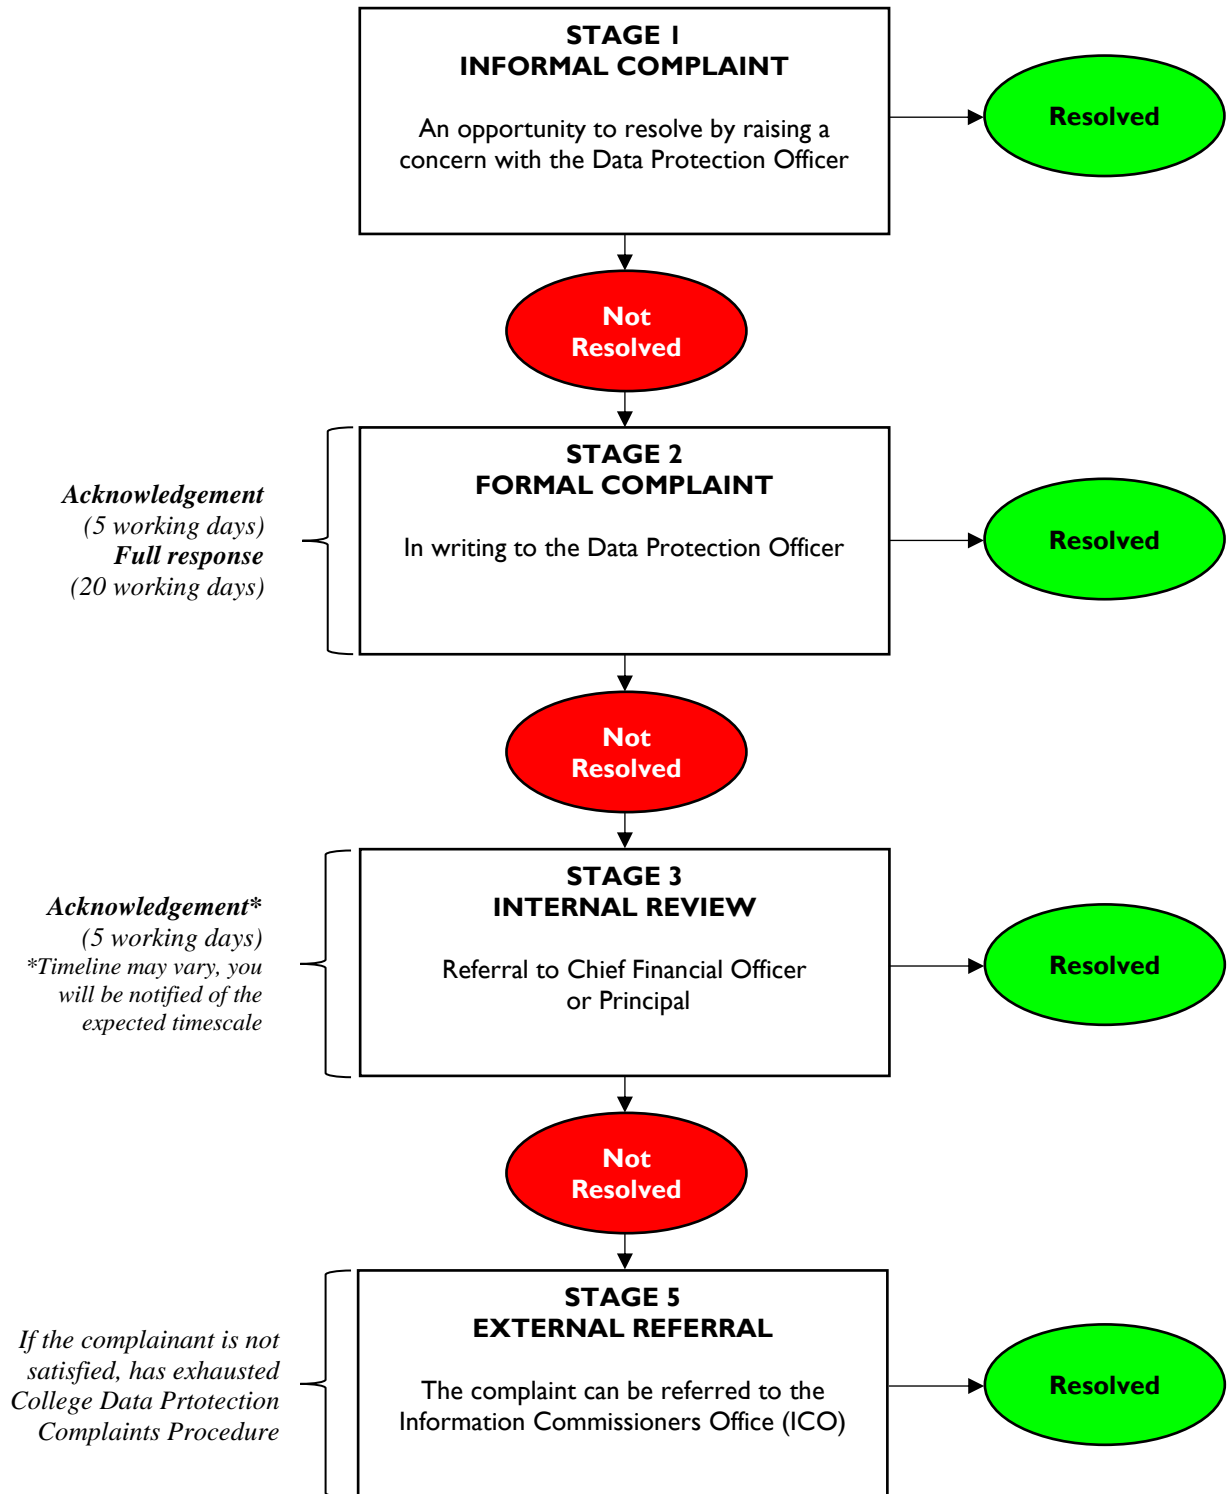 STAGE 1
INFORMAL COMPLAINT
An opportunity to resolve by raising a
concern with the Data Protection Officer
Resolved
Not
Resolved
Acknowledgement
(5 working days)
Full response
(20 working days)
STAGE 2
FORMAL COMPLAINT
In writing to the Data Protection Officer
Resolved
Not
Resolved
Acknowledgement*
(5 working days)
*Timeline may vary, you
will be notified of the
expected timescale
STAGE 3
INTERNAL REVIEW
Referral to Chief Financial Officer
or Principal
Resolved
Not
Resolved
If the complainant is not
satisfied, has exhausted
College Data Prtotection
Complaints Procedure
STAGE 5
EXTERNAL REFERRAL
The complaint can be referred to the
Information Commissioners Office (ICO)
Resolved